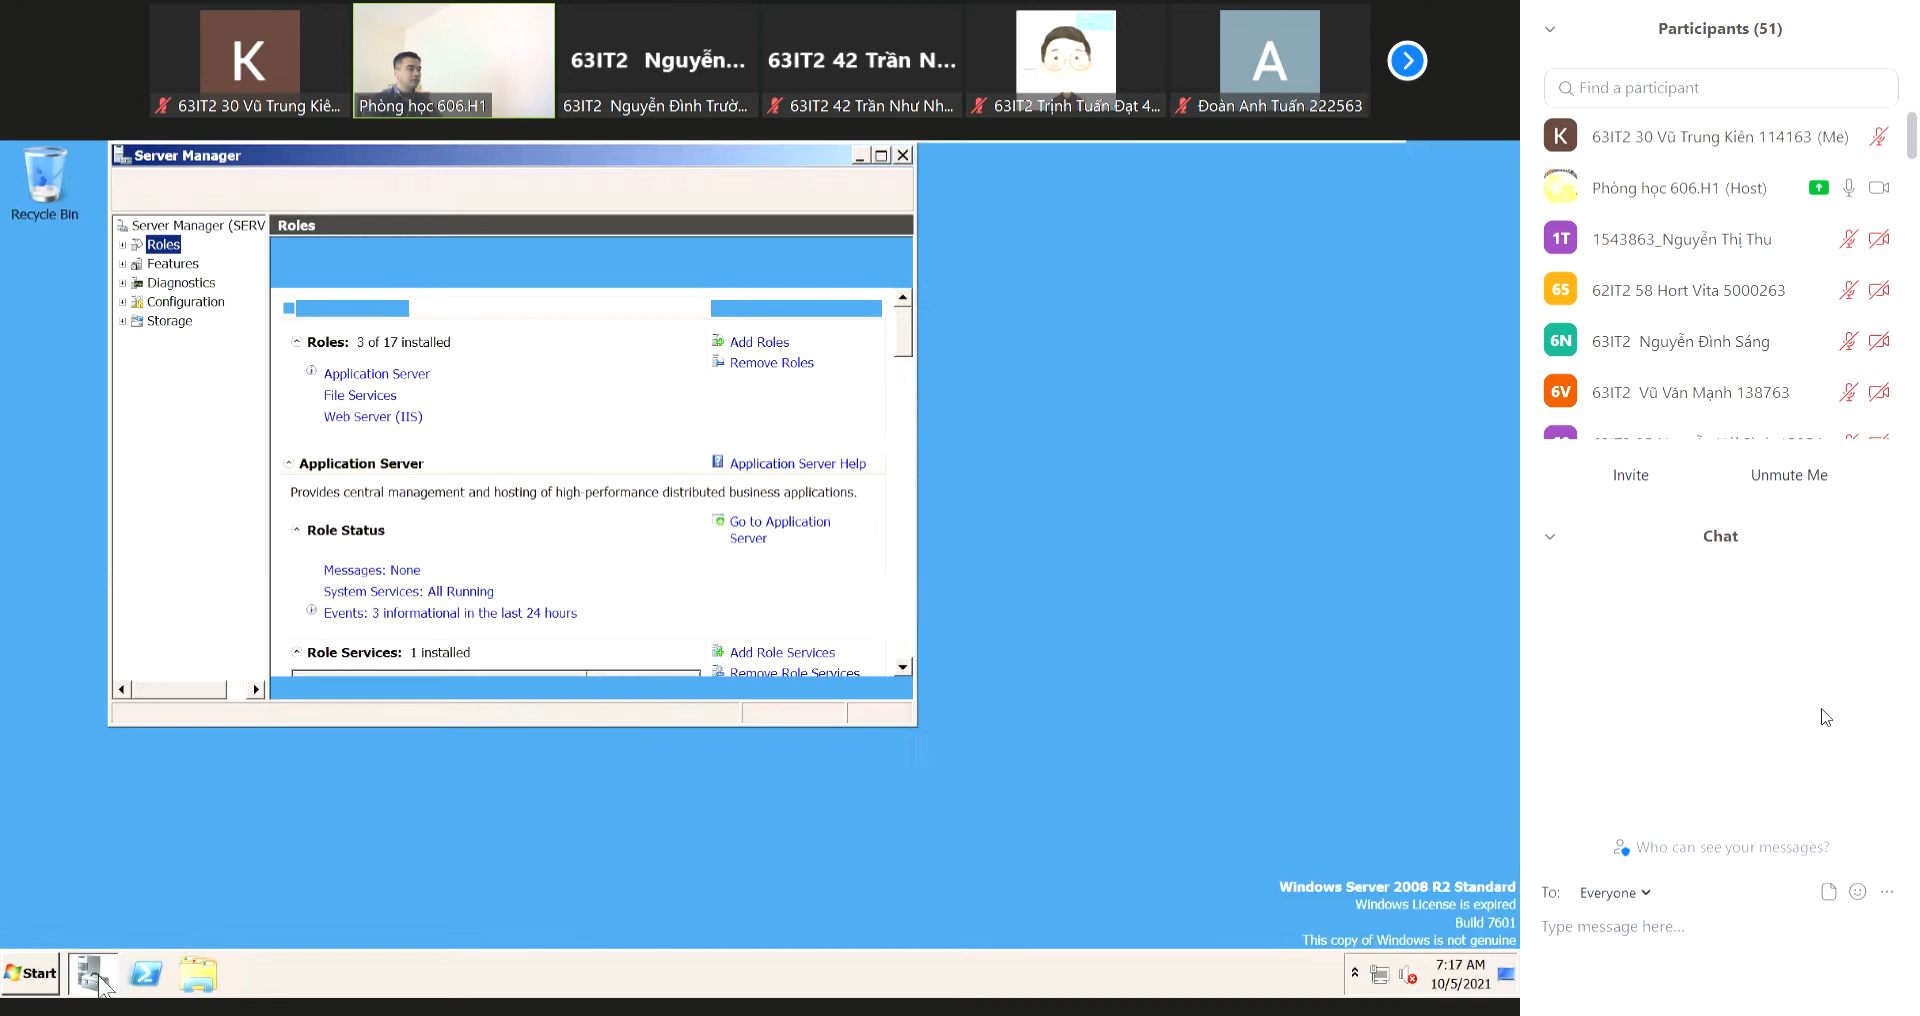 K
63IT2 Nguyễn...
63IT2 42 Trần N...
A
63IT2 30 Vũ Trung Kiê...
Phòng học 606.H1
63IT2 Nguyễn Đình Trườ...
63IT2 42 Trần Như Nh...
63IT2 Trịnh Tuấn Đạt 4...
Đoàn Anh Tuấn 222563
Recycle Bin
Server Manager
Server Manager (SERV
Roles
Features
Diagnostics
Configuration
Storage
Roles
Roles: 3 of 17 installed
Add Roles
Remove Roles
Application Server
File Services
Web Server (IIS)
Application Server
Application Server Help
Provides central management and hosting of high-performance distributed business applications.
Role Status
Go to Application
Server
Messages: None
System Services: All Running
Events: 3 informational in the last 24 hours
Role Services: 1 installed
Add Role Services
Remove Role Services
Windows Server 2008 R2 Standard
Windows License is expired
Build 7601
This copy of Windows is not genuine
Start
7:17 AM
10/5/2021
Participants (51)
Find a participant
K 63IT2 30 Vũ Trung Kiên 114163 (Me)
Phòng học 606.H1 (Host)
1T 1543863_Nguyễn Thị Thu
65 62IT2 58 Hort Vita 5000263
6N 63IT2 Nguyễn Đình Sáng
6V 63IT2 Vũ Văn Mạnh 138763
Invite
Unmute Me
Chat
Who can see your messages?
To: Everyone
Type message here...